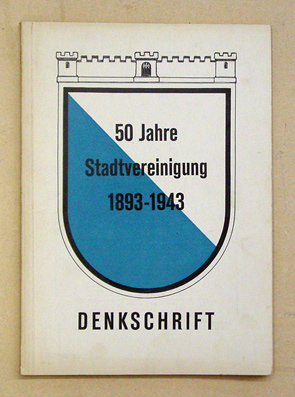 50 Jahre
Stadtvereinigung
1893-1943
DENKSCHRIFT